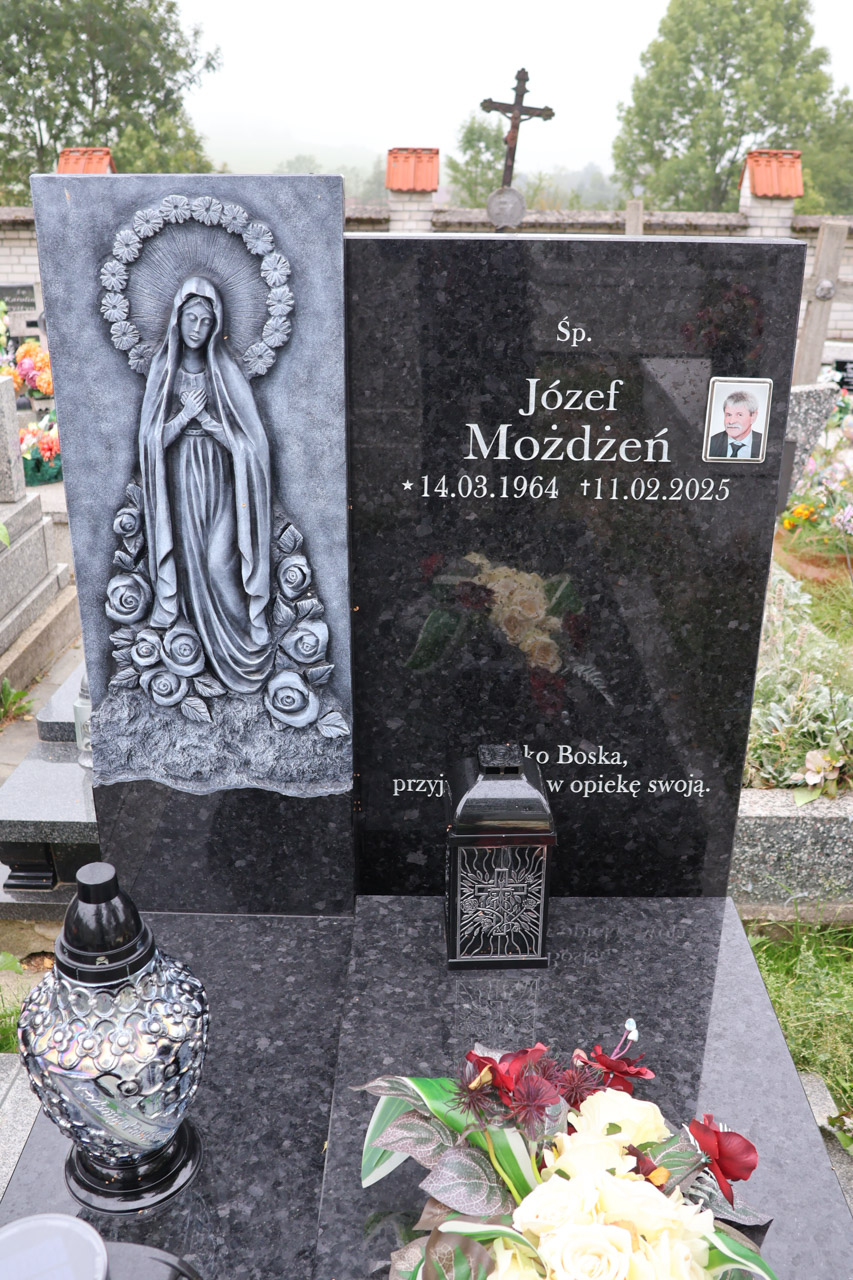 Śp.
Józef
Możdżeń
★14.03.1964 †11.02.2025
Boska,
w opiekę swoją.